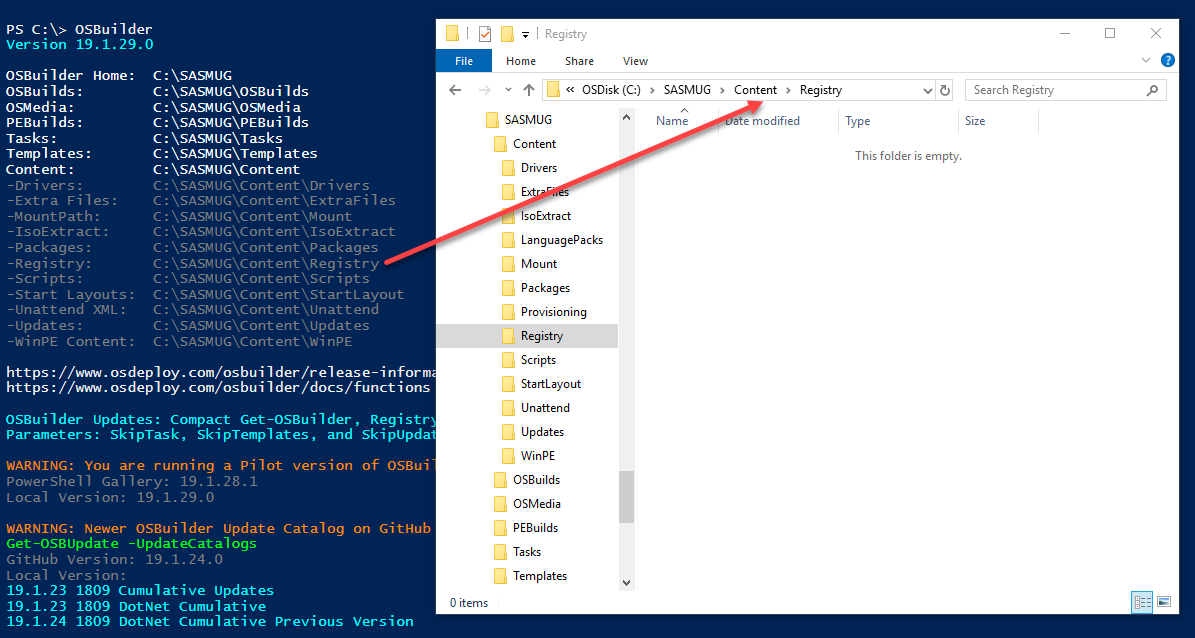 PS C:\> OSBuilder
Version 19.1.29.0
OSBuilder Home: C:\SASMUG
OSBuilds: C:\SASMUG\OSBuilds
OSMedia: C:\SASMUG\OSMedia
PEBuilds: C:\SASMUG\PEBuilds
Tasks: C:\SASMUG\Tasks
Templates: C:\SASMUG\Templates
Content: C:\SASMUG\Content
-Drivers: C:\SASMUG\Content\Drivers
-Extra Files: C:\SASMUG\Content\ExtraFiles
-MountPath: C:\SASMUG\Content\Mount
-IsoExtract: C:\SASMUG\Content\IsoExtract
-Packages: C:\SASMUG\Content\Packages
-Registry: C:\SASMUG\Content\Registry
-Scripts: C:\SASMUG\Content\Scripts
-Start Layouts: C:\SASMUG\Content\StartLayout
-Unattend XML: C:\SASMUG\Content\Unattend
-Updates: C:\SASMUG\Content\Updates
-WinPE Content: C:\SASMUG\Content\WinPE
https://www.osdeploy.com/osbuilder/release-informa
https://www.osdeploy.com/osbuilder/docs/functions
OSBuilder Updates: Compact Get-OSBuilder, Registry
Parameters: SkipTask, SkipTemplates, and SkipUpdat
WARNING: You are running a Pilot version of OSBuil
PowerShell Gallery: 19.1.28.1
Local Version: 19.1.29.0
WARNING: Newer OSBuilder Update Catalog on GitHub
Get-OSBUpdate -UpdateCatalogs
GitHub Version: 19.1.24.0
Local Version:
19.1.23 1809 Cumulative Updates
19.1.23 1809 DotNet Cumulative
19.1.24 1809 DotNet Cumulative Previous Version
Registry
File Home Share View
« OSDisk (C:) › SASMUG › Content › Registry
Search Registry
Name Date modified Type Size
This folder is empty.
SASMUG
Content
Drivers
ExtraFiles
IsoExtract
LanguagePacks
Mount
Packages
Provisioning
Registry
Scripts
StartLayout
Unattend
Updates
WinPE
OSBuilds
OSMedia
PEBuilds
Tasks
Templates
0 items